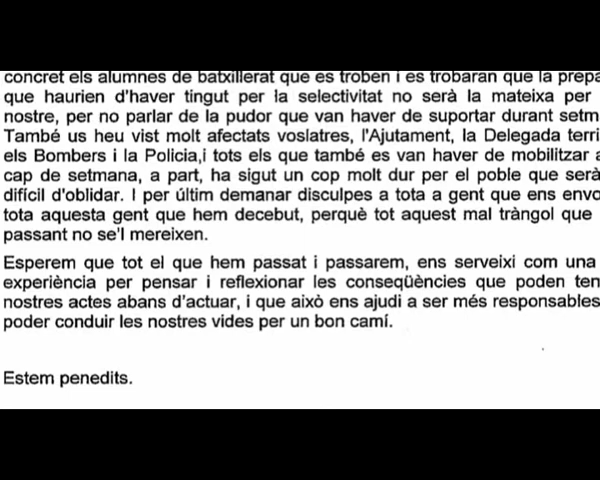 concret els alumnes de batxillerat que es troben i es trobaran que la prepa
que haurien d'haver tingut per la selectivitat no serà la mateixa per
nostre, per no parlar de la pudor que van haver de suportar durant setm
També us heu vist molt afectats voslatres, l'Ajutament, la Delegada terri
els Bombers i la Policia,i tots els que també es van haver de mobilitzar a
cap de setmana, a part, ha sigut un cop molt dur per el poble que serà
difícil d'oblidar. I per últim demanar disculpes a tota a gent que ens envo
tota aquesta gent que hem decebut, perquè tot aquest mal tràngol que
passant no se'l mereixen.
Esperem que tot el que hem passat i passarem, ens serveixi com una
experiència per pensar i reflexionar les conseqüències que poden ten
nostres actes abans d'actuar, i que això ens ajudi a ser més responsables
poder conduir les nostres vides per un bon camí.
Estem penedits.